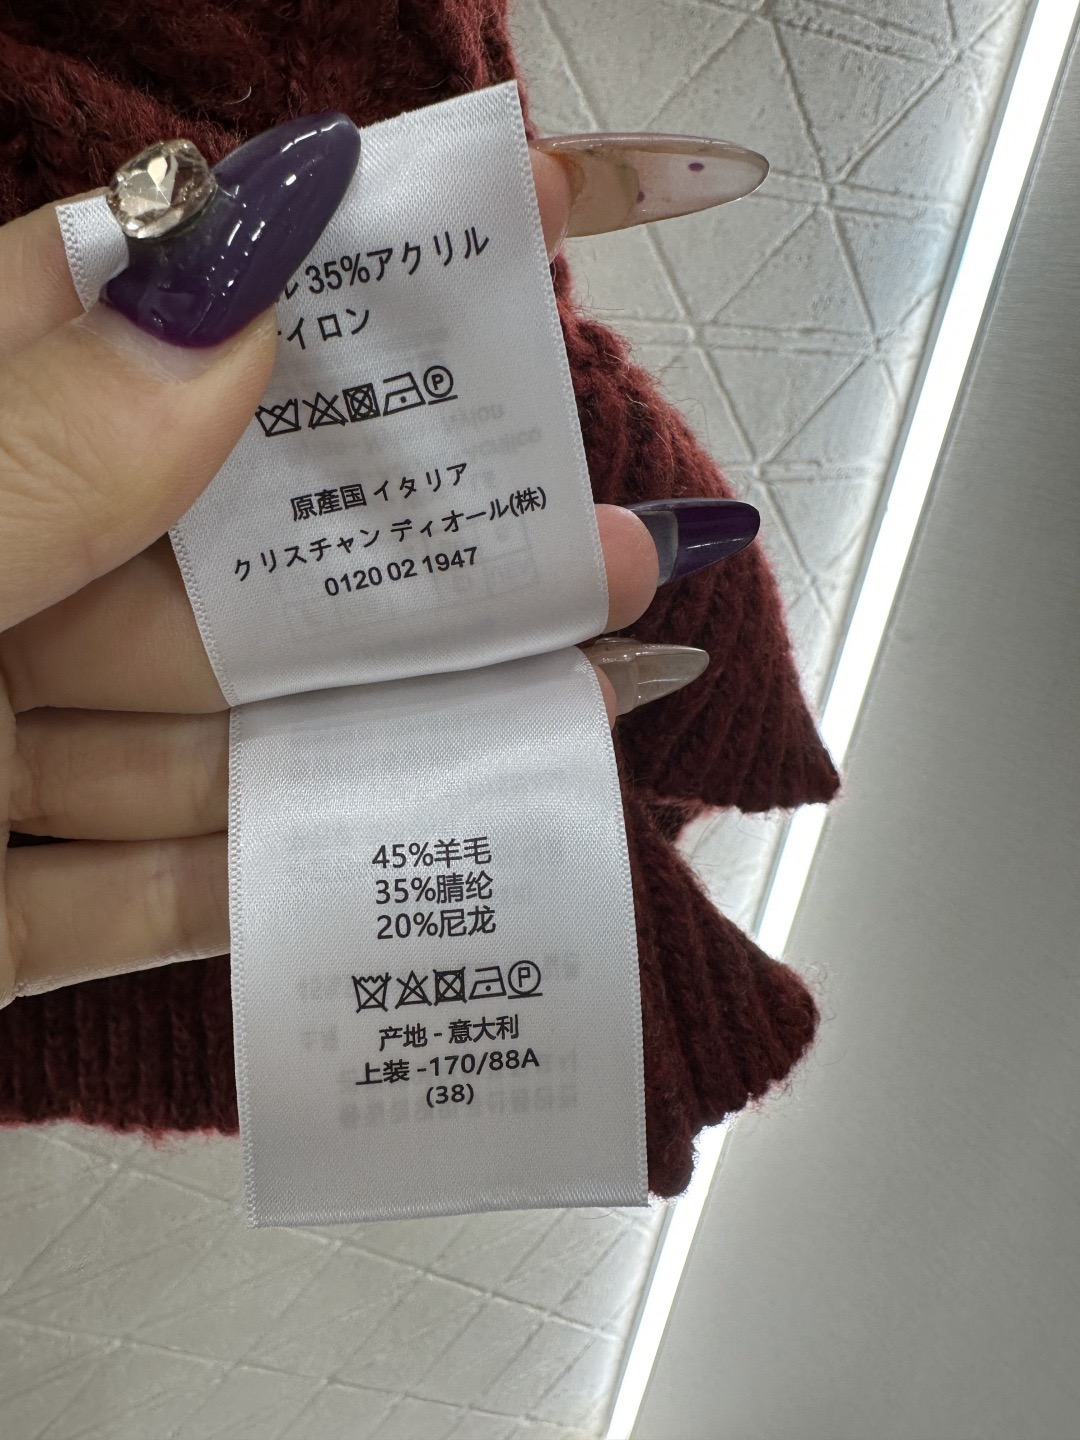 35%アクリル
イロン
P
原産国 イタリア
クリスチャン ディオール(株)
0120 02 1947
45%羊毛
35%腈纶
20%尼龙
P
产地 - 意大利
上装 -170/88A
(38)